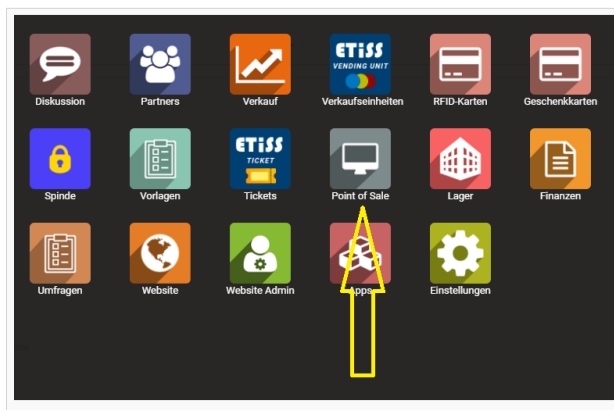 ETiSS
VENDING UNIT
Diskussion
Partners
Verkauf
Verkaufseinheiten
RFID-Karten
Geschenkkarten
ETiSS
TICKET
Spinde
Vorlagen
Tickets
Point of Sale
Lager
Finanzen
Umfragen
Website
Website Admin
Apps
Einstellungen